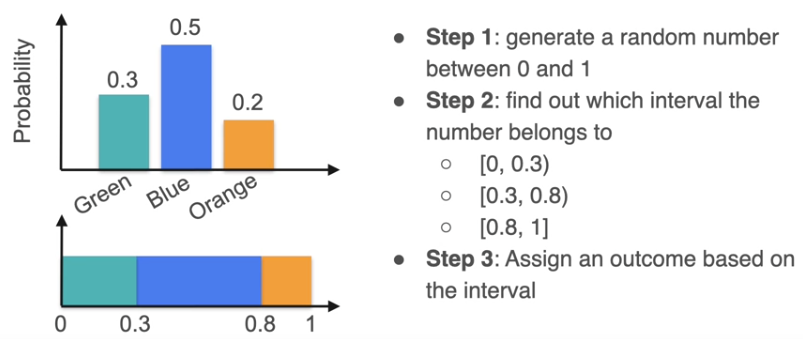 Probability
0.3
0.5
0.2
Green
Blue
Orange
0
0.3
0.8
1
● Step 1: generate a random number
between 0 and 1
● Step 2: find out which interval the
number belongs to
○ [0, 0.3)
○ [0.3, 0.8)
○ [0.8, 1]
● Step 3: Assign an outcome based on
the interval